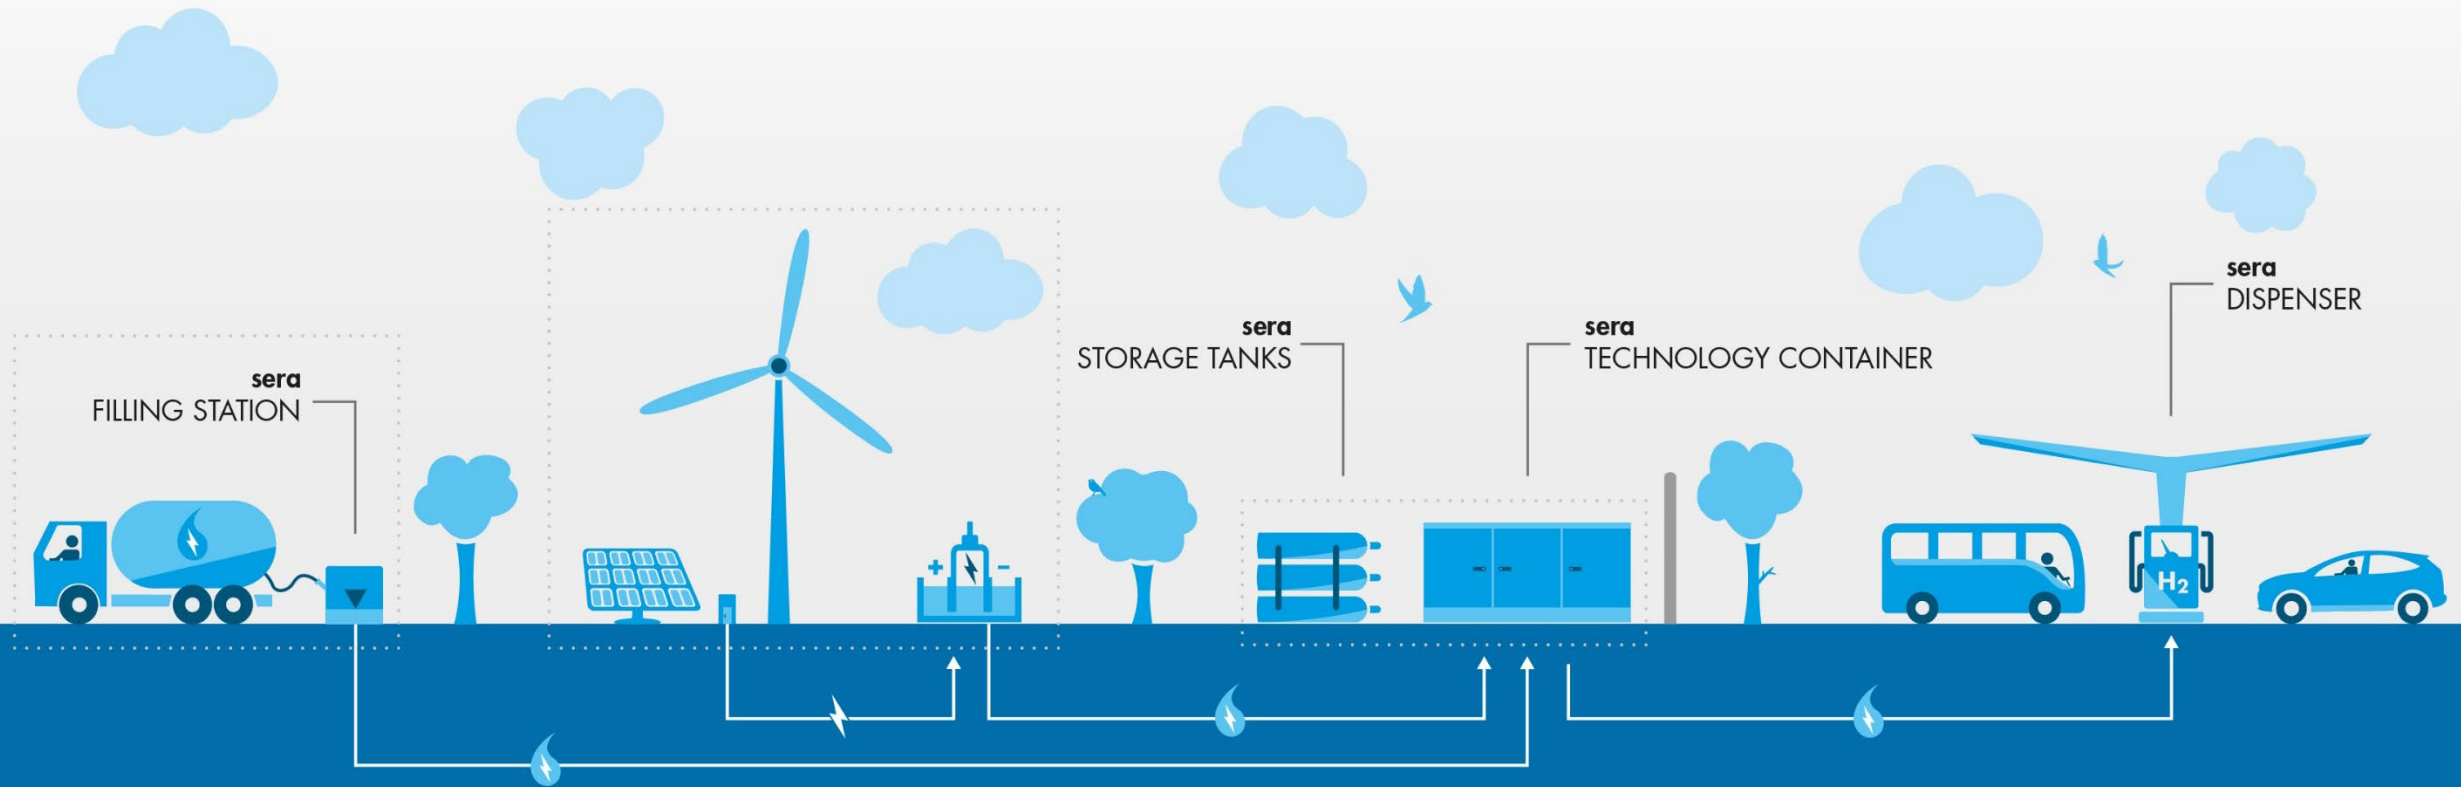 sera
FILLING STATION
+
−
sera
STORAGE TANKS
sera
TECHNOLOGY CONTAINER
sera
DISPENSER
H₂